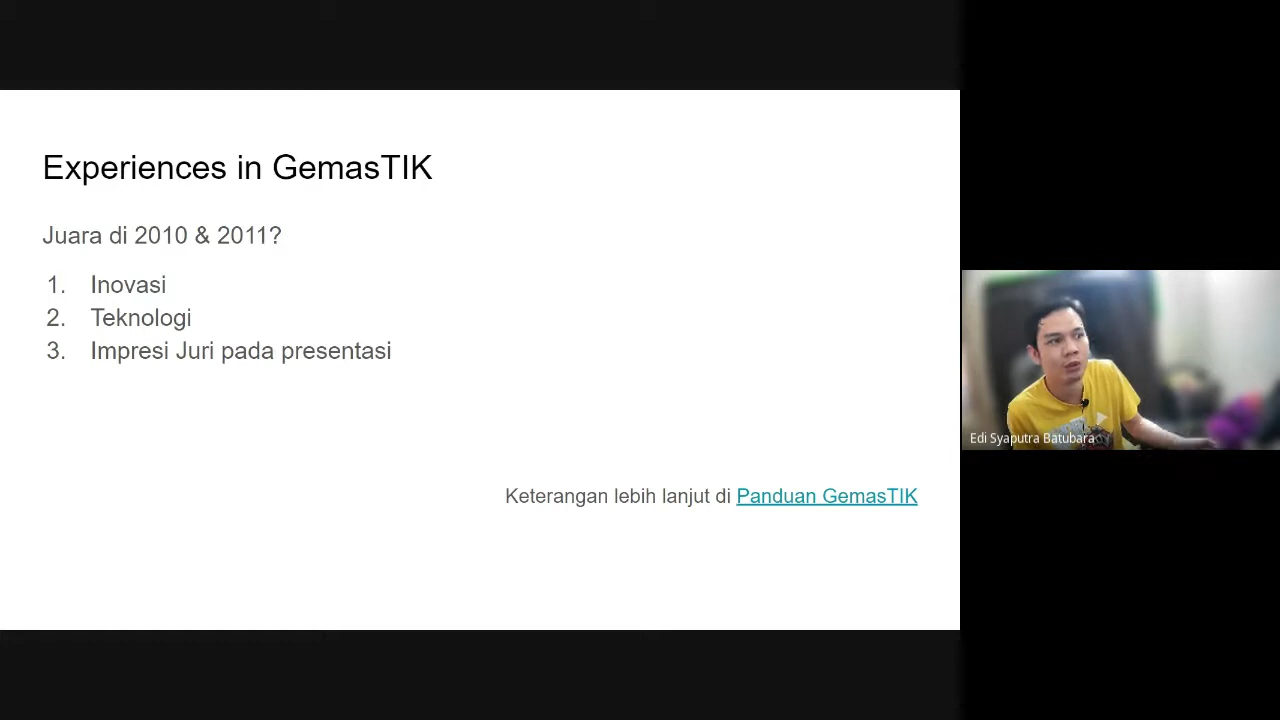 Experiences in GemasTIK
Juara di 2010 & 2011?
1. Inovasi
2. Teknologi
3. Impresi Juri pada presentasi
Keterangan lebih lanjut di Panduan GemasTIK
Edi Syaputra Batubara